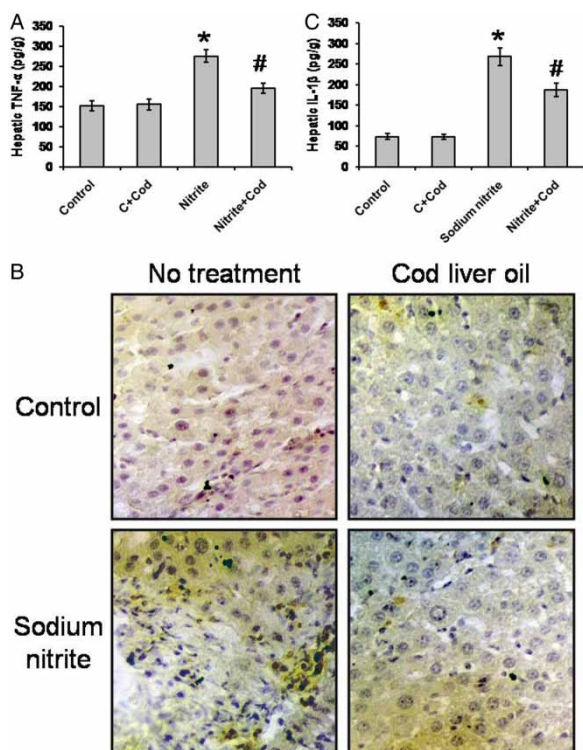 A
Hepatic TNF-α (pg/g)
350
300
250
200
150
100
50
0
*
#
Control
C+Cod
Nitrite
Nitrite+Cod
C
Hepatic IL-1β (pg/g)
350
300
250
200
150
100
50
0
*
#
Control
C+Cod
Sodium nitrite
Nitrite+Cod
B
No treatment
Cod liver oil
Control
Sodium
nitrite